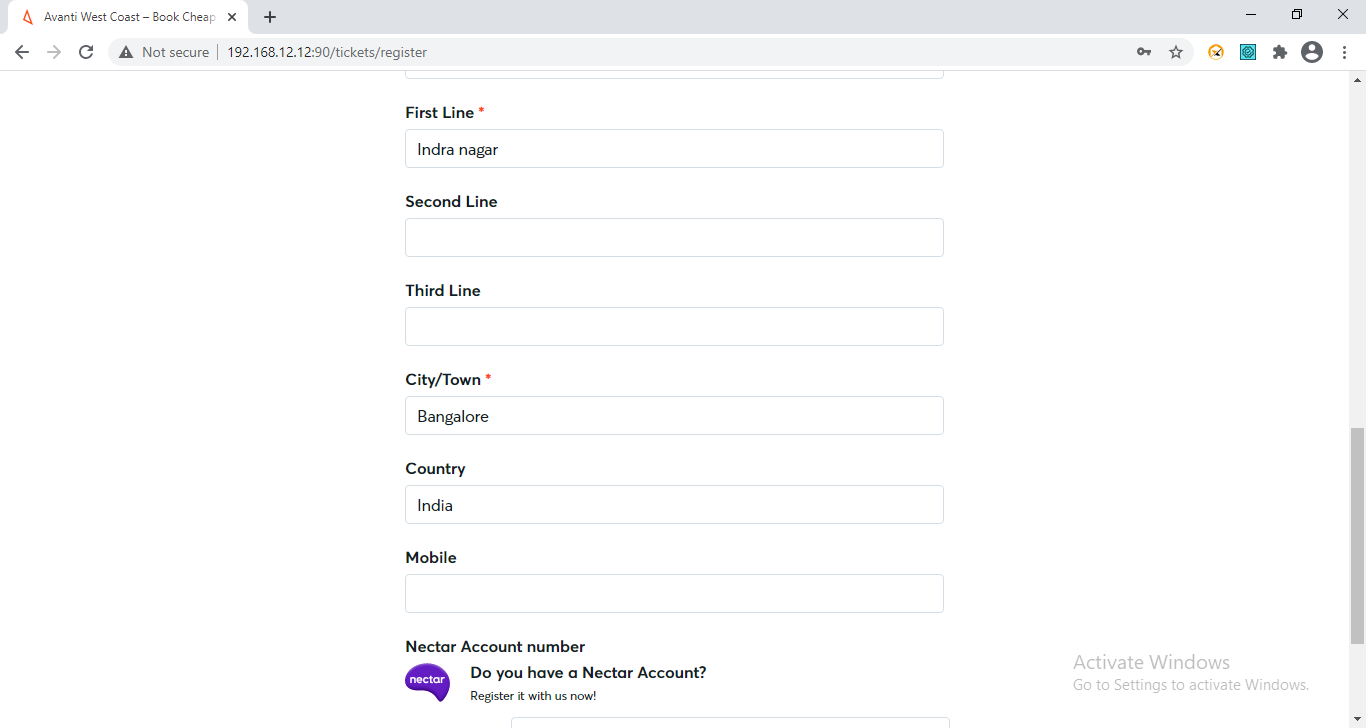 Avanti West Coast – Book Cheap
Not secure
192.168.12.12:90/tickets/register
First Line *
Indra nagar
Second Line
Third Line
City/Town *
Bangalore
Country
India
Mobile
Nectar Account number
nectar
Do you have a Nectar Account?
Register it with us now!
Activate Windows
Go to Settings to activate Windows.